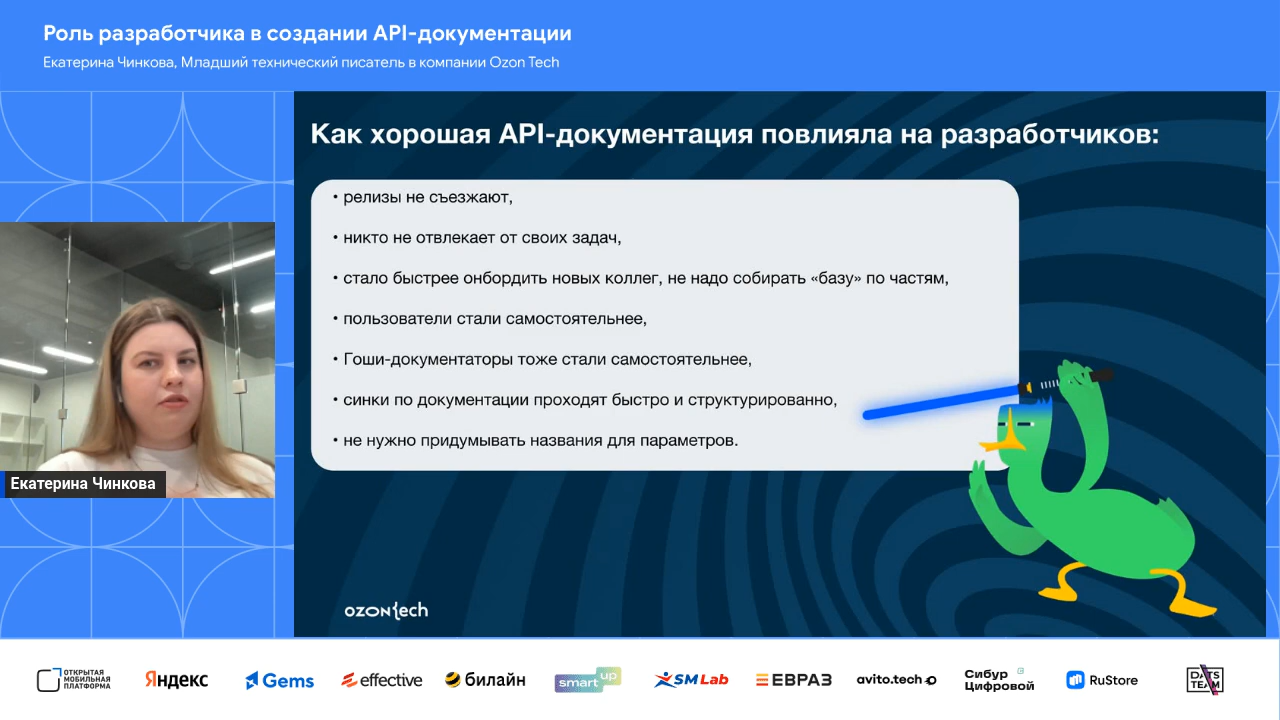 Роль разработчика в создании API-документации
Екатерина Чинкова, Младший технический писатель в компании Ozon Tech
Как хорошая API-документация повлияла на разработчиков:
• релизы не съезжают,
• никто не отвлекает от своих задач,
• стало быстрее онбордить новых коллег, не надо собирать «базу» по частям,
• пользователи стали самостоятельнее,
• Гоши-документаторы тоже стали самостоятельнее,
• синки по документации проходят быстро и структурированно,
• не нужно придумывать названия для параметров.
Екатерина Чинкова
ozon{ech
ОТКРЫТАЯ
МОБИЛЬНАЯ
ПЛАТФОРМА
Яндекс
Gems
effective
билайн
smart up
SM Lab
ЕВРАЗ
avito.tech
Сибур
Цифровой
RuStore
DATS
TEAM